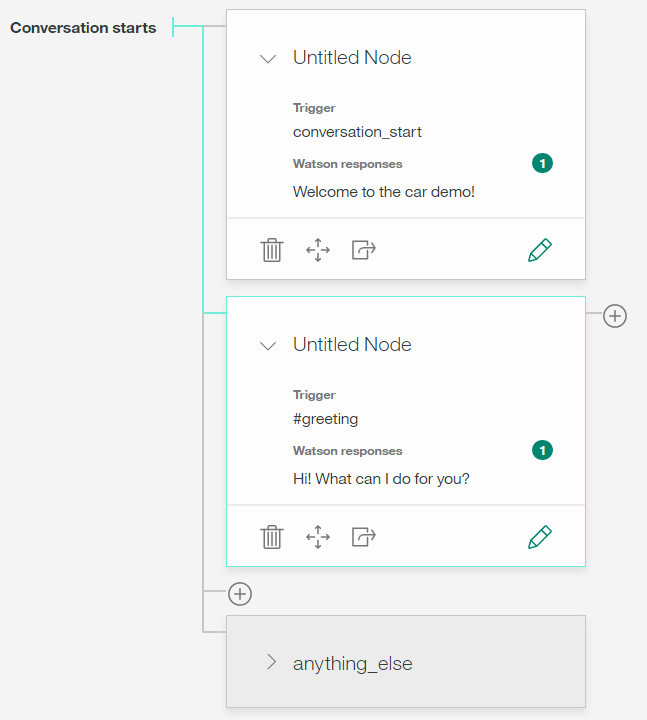 Conversation starts
Untitled Node
Trigger
conversation_start
Watson responses
1
Welcome to the car demo!
Untitled Node
Trigger
#greeting
Watson responses
1
Hi! What can I do for you?
anything_else